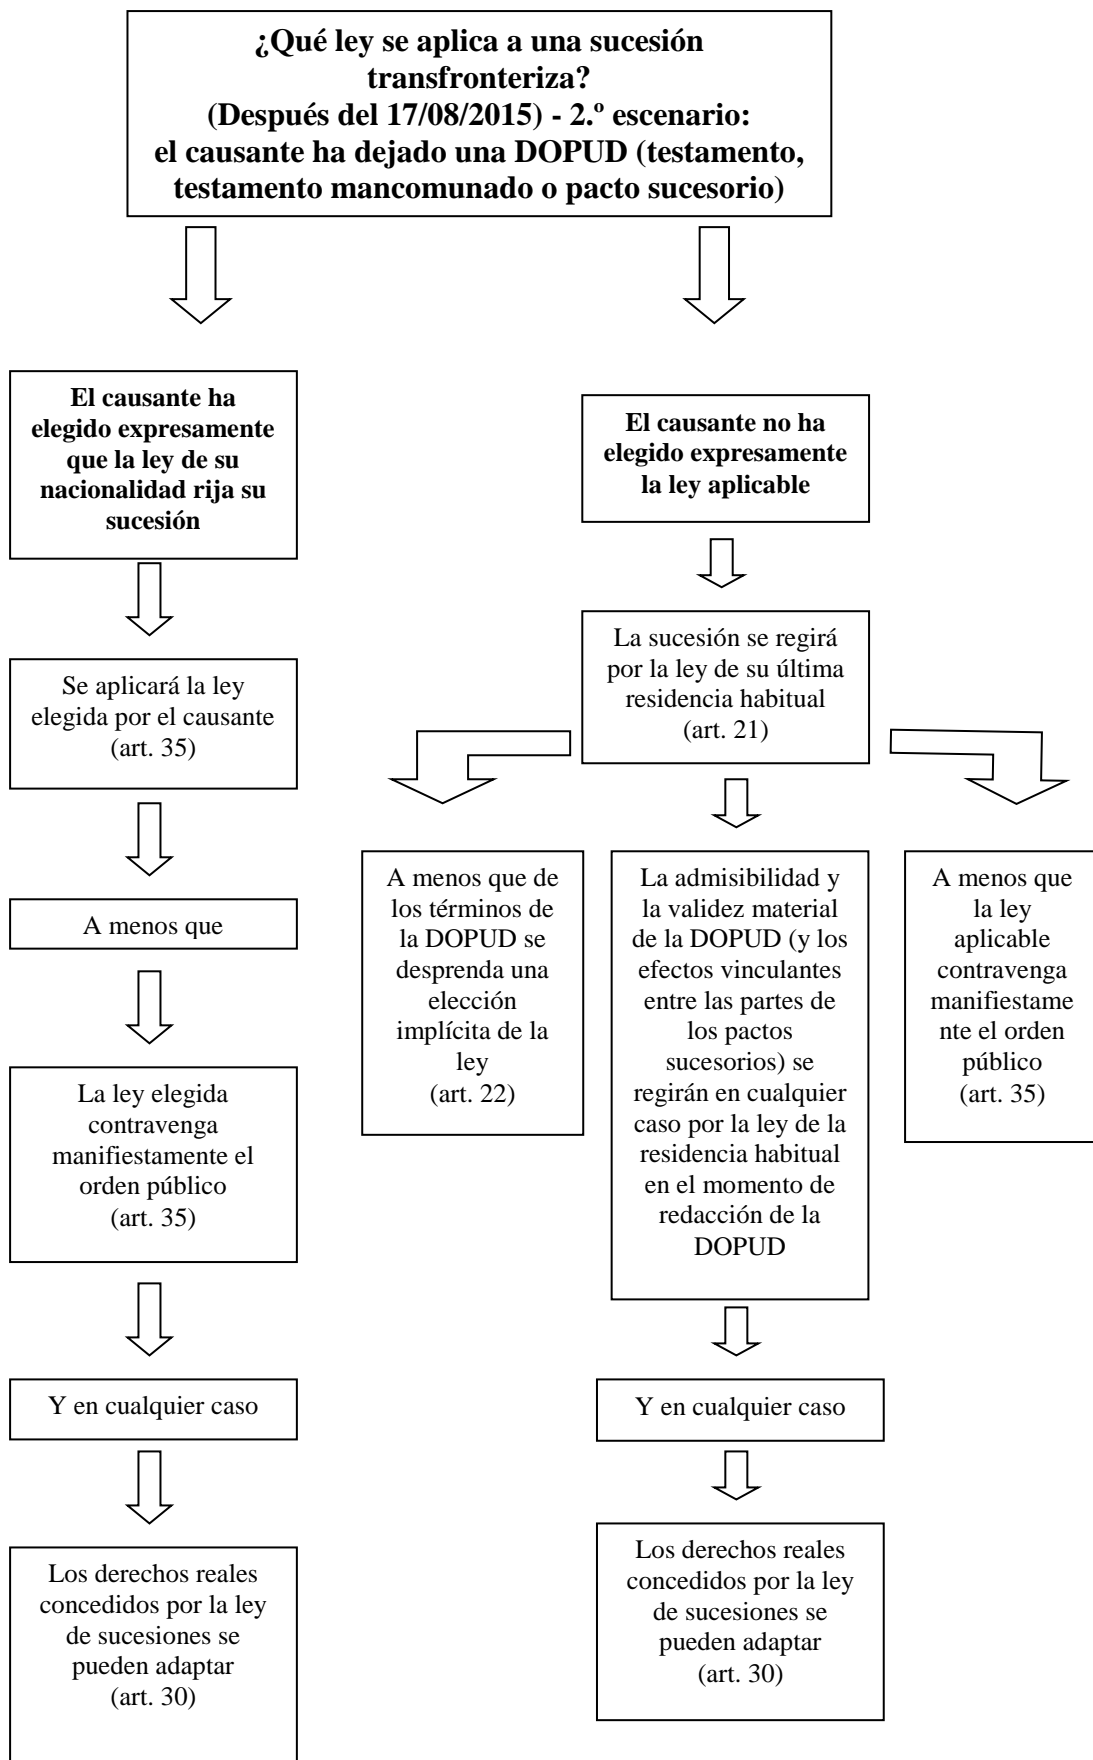 ¿Qué ley se aplica a una sucesión
transfronteriza?
(Después del 17/08/2015) - 2.º escenario:
el causante ha dejado una DOPUD (testamento,
testamento mancomunado o pacto sucesorio)
El causante ha
elegido expresamente
que la ley de su
nacionalidad rija su
sucesión
Se aplicará la ley
elegida por el causante
(art. 35)
A menos que
La ley elegida
contravenga
manifiestamente el
orden público
(art. 35)
Y en cualquier caso
Los derechos reales
concedidos por la ley
de sucesiones se
pueden adaptar
(art. 30)
El causante no ha
elegido expresamente
la ley aplicable
La sucesión se regirá
por la ley de su última
residencia habitual
(art. 21)
A menos que de
los términos de
la DOPUD se
desprenda una
elección
implícita de la
ley
(art. 22)
La admisibilidad y
la validez material
de la DOPUD (y los
efectos vinculantes
entre las partes de
los pactos
sucesorios) se
regirán en cualquier
caso por la ley de la
residencia habitual
en el momento de
redacción de la
DOPUD
A menos que
la ley
aplicable
contravenga
manifiestame
nte el orden
público
(art. 35)
Y en cualquier caso
Los derechos reales
concedidos por la ley
de sucesiones se
pueden adaptar
(art. 30)